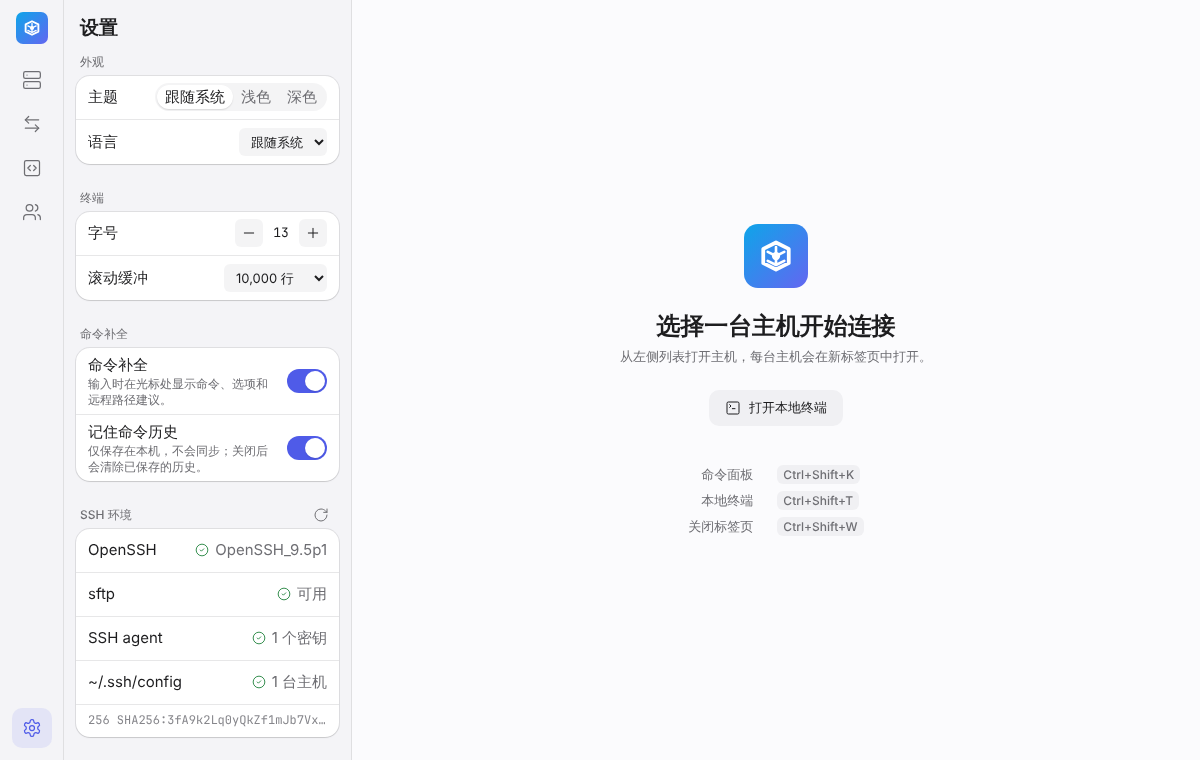 设置
外观
主题 跟随系统 浅色 深色
语言 跟随系统
终端
字号 13
滚动缓冲 10,000 行
命令补全
命令补全
输入时在光标处显示命令、选项和
远程路径建议。
记住命令历史
仅保存在本机，不会同步；关闭后
会清除已保存的历史。
SSH 环境
OpenSSH OpenSSH_9.5p1
sftp 可用
SSH agent 1 个密钥
~/.ssh/config 1 台主机
256 SHA256:3fA9k2Lq0yQkZf1mJb7Vx…
选择一台主机开始连接
从左侧列表打开主机，每台主机会在新标签页中打开。
打开本地终端
命令面板 Ctrl+Shift+K
本地终端 Ctrl+Shift+T
关闭标签页 Ctrl+Shift+W